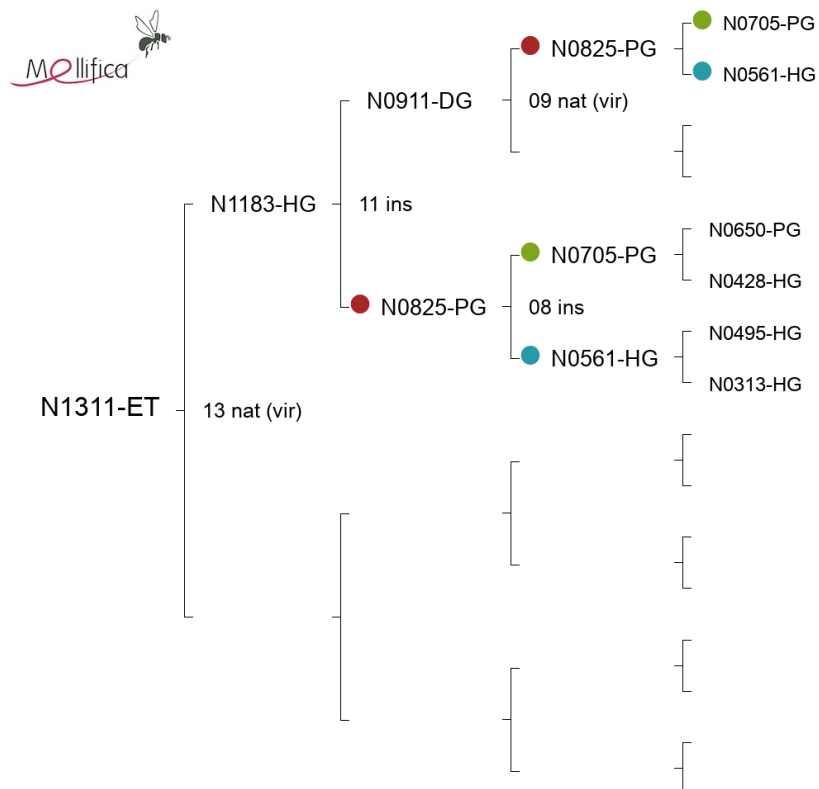 Mellifica
N0705-PG
N0825-PG
N0561-HG
N0911-DG
09 nat (vir)
N1183-HG
11 ins
N0650-PG
N0705-PG
N0428-HG
N0825-PG
08 ins
N0495-HG
N0561-HG
N0313-HG
N1311-ET
13 nat (vir)